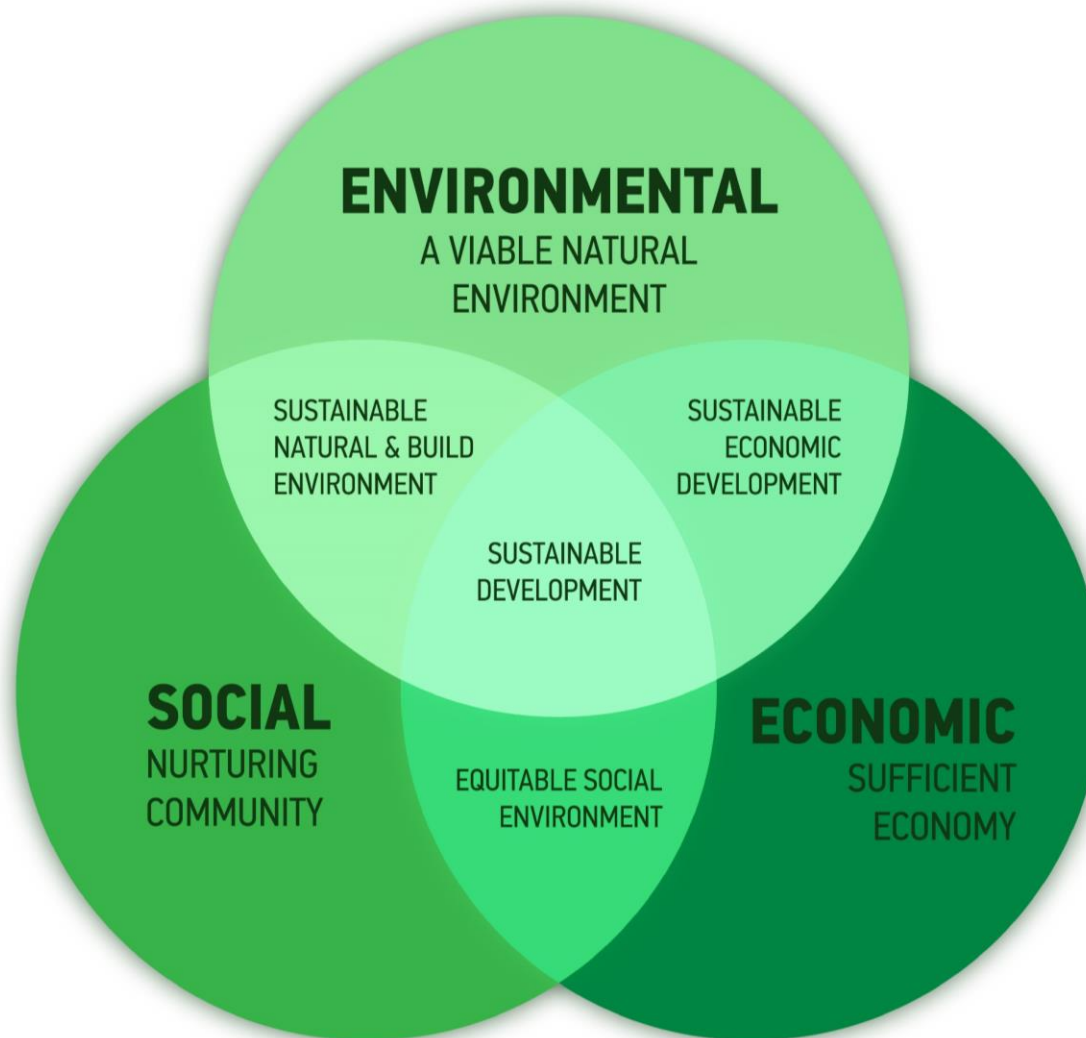 ENVIRONMENTAL
A VIABLE NATURAL
ENVIRONMENT
SUSTAINABLE
NATURAL & BUILD
ENVIRONMENT
SUSTAINABLE
ECONOMIC
DEVELOPMENT
SUSTAINABLE
DEVELOPMENT
SOCIAL
NURTURING
COMMUNITY
EQUITABLE SOCIAL
ENVIRONMENT
ECONOMIC
SUFFICIENT
ECONOMY